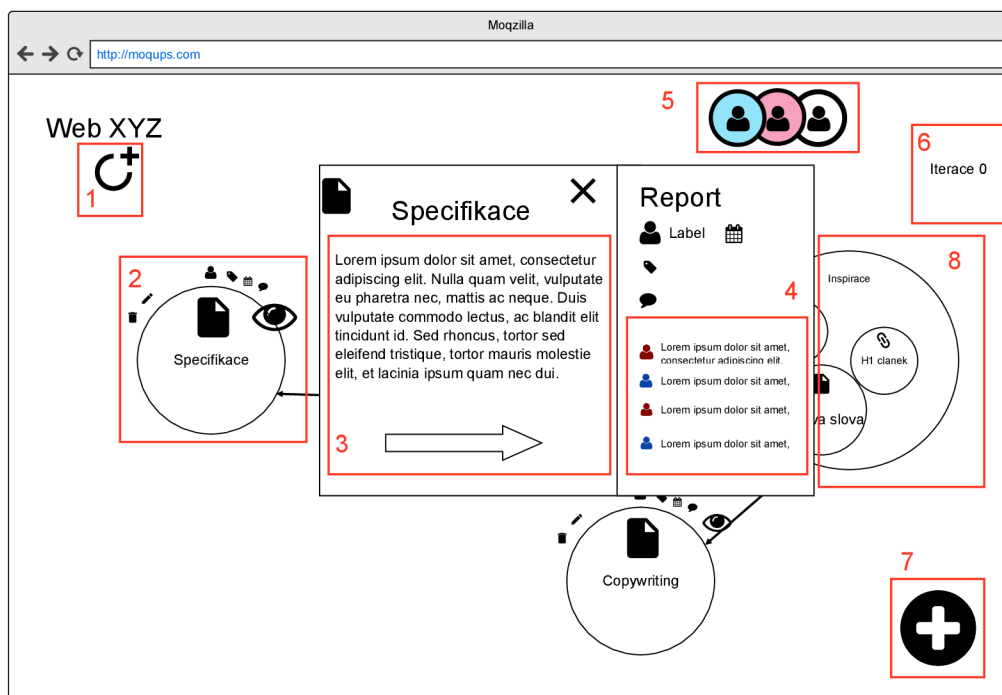 Moqzilla
http://moqups.com
Web XYZ
1
2
Specifikace
Specifikace
Lorem ipsum dolor sit amet, consectetur
adipiscing elit. Nulla quam velit, vulputate
eu pharetra nec, mattis ac neque. Duis
vulputate commodo lectus, ac blandit elit
tincidunt id. Sed rhoncus, tortor sed
eleifend tristique, tortor mauris molestie
elit, et lacinia ipsum quam nec dui.
3
Report
Label
4
Lorem ipsum dolor sit amet,
consectetur adipiscing elit.
Lorem ipsum dolor sit amet,
Lorem ipsum dolor sit amet,
Lorem ipsum dolor sit amet,
5
6
Iterace 0
8
Inspirace
H1 clanek
slova
Copywriting
7